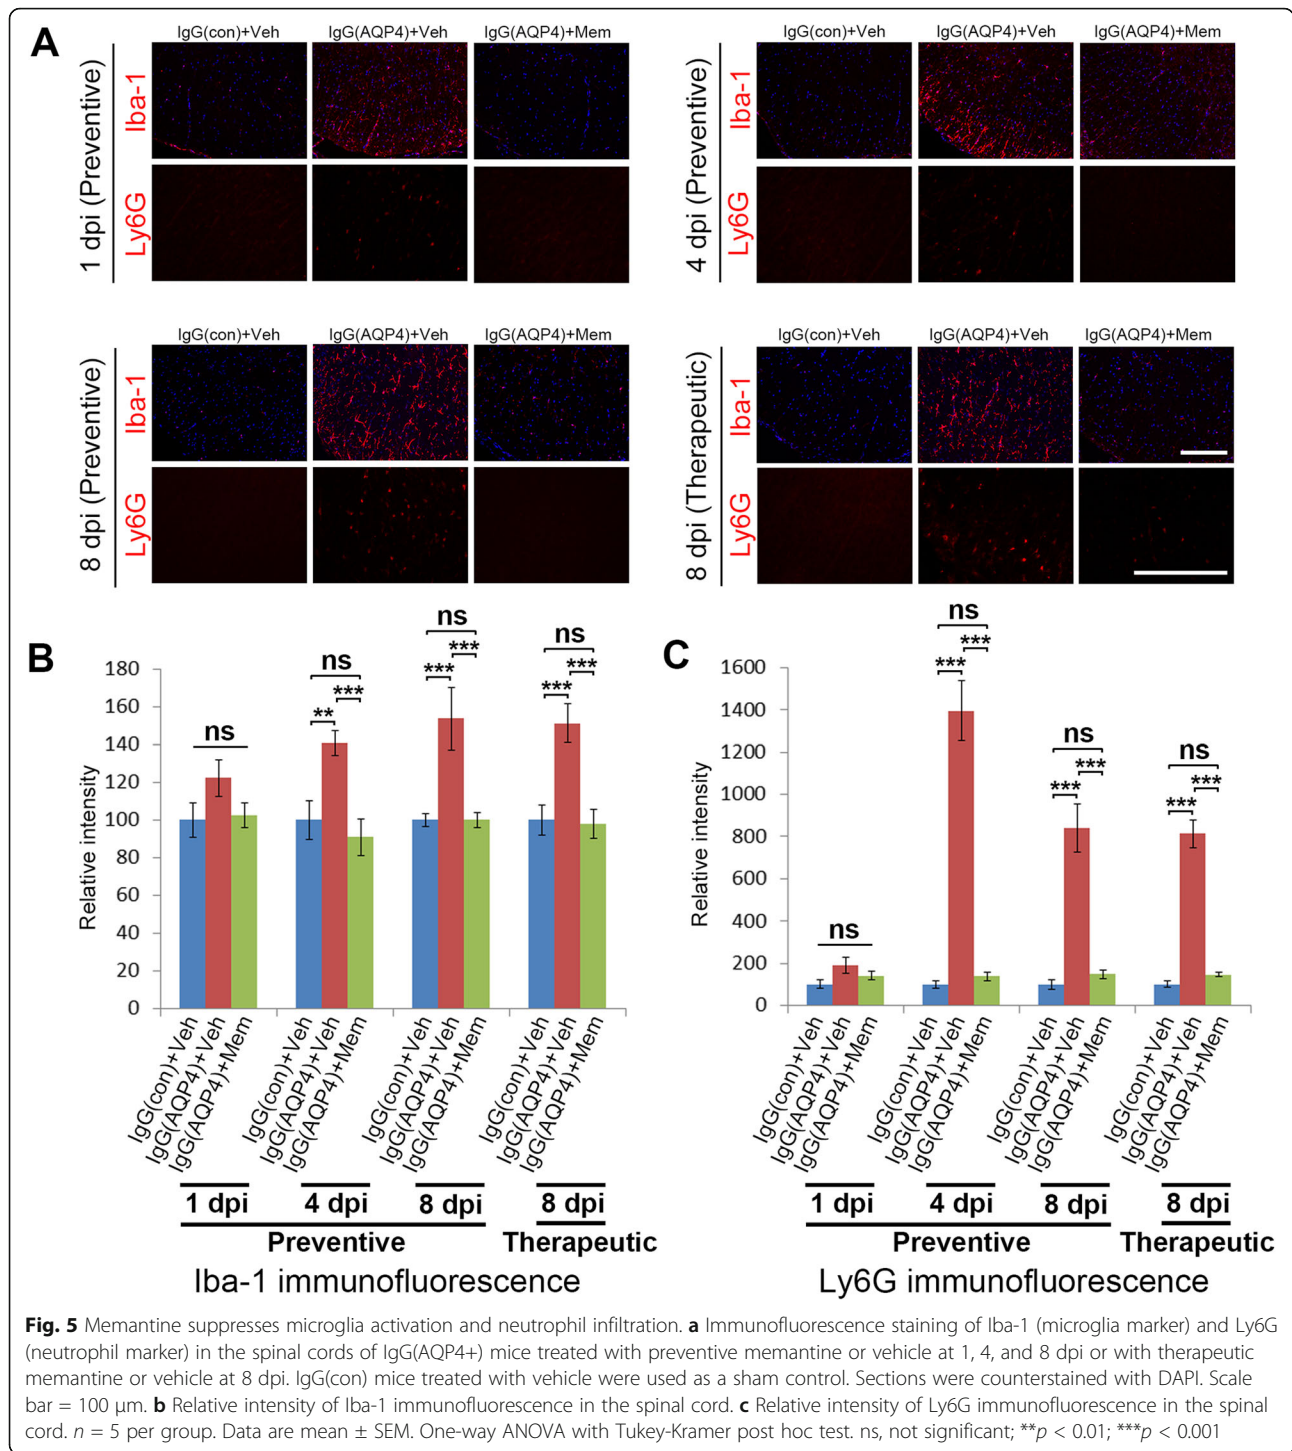 A
IgG(con)+Veh IgG(AQP4)+Veh IgG(AQP4)+Mem
1 dpi (Preventive)
Iba-1
Ly6G
IgG(con)+Veh IgG(AQP4)+Veh IgG(AQP4)+Mem
4 dpi (Preventive)
Iba-1
Ly6G
IgG(con)+Veh IgG(AQP4)+Veh IgG(AQP4)+Mem
8 dpi (Preventive)
Iba-1
Ly6G
IgG(con)+Veh IgG(AQP4)+Veh IgG(AQP4)+Mem
8 dpi (Therapeutic)
Iba-1
Ly6G
B
Relative intensity
180
160
140
120
100
80
60
40
20
0
ns
ns
** ***
ns
*** ***
ns
*** ***
IgG(con)+Veh
IgG(AQP4)+Veh
IgG(AQP4)+Mem
IgG(con)+Veh
IgG(AQP4)+Veh
IgG(AQP4)+Mem
IgG(con)+Veh
IgG(AQP4)+Veh
IgG(AQP4)+Mem
IgG(con)+Veh
IgG(AQP4)+Veh
IgG(AQP4)+Mem
1 dpi 4 dpi 8 dpi 8 dpi
Preventive Therapeutic
Iba-1 immunofluorescence
C
Relative intensity
1600
1400
1200
1000
800
600
400
200
0
ns
ns
*** ***
ns
*** ***
ns
*** ***
IgG(con)+Veh
IgG(AQP4)+Veh
IgG(AQP4)+Mem
IgG(con)+Veh
IgG(AQP4)+Veh
IgG(AQP4)+Mem
IgG(con)+Veh
IgG(AQP4)+Veh
IgG(AQP4)+Mem
IgG(con)+Veh
IgG(AQP4)+Veh
IgG(AQP4)+Mem
1 dpi 4 dpi 8 dpi 8 dpi
Preventive Therapeutic
Ly6G immunofluorescence
Fig. 5 Memantine suppresses microglia activation and neutrophil infiltration. a Immunofluorescence staining of Iba-1 (microglia marker) and Ly6G
(neutrophil marker) in the spinal cords of IgG(AQP4+) mice treated with preventive memantine or vehicle at 1, 4, and 8 dpi or with therapeutic
memantine or vehicle at 8 dpi. IgG(con) mice treated with vehicle were used as a sham control. Sections were counterstained with DAPI. Scale
bar = 100 μm. b Relative intensity of Iba-1 immunofluorescence in the spinal cord. c Relative intensity of Ly6G immunofluorescence in the spinal
cord. n = 5 per group. Data are mean ± SEM. One-way ANOVA with Tukey-Kramer post hoc test. ns, not significant; **p < 0.01; ***p < 0.001